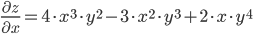 ∂z/∂x = 4·x³·y² − 3·x²·y³ + 2·x·y⁴